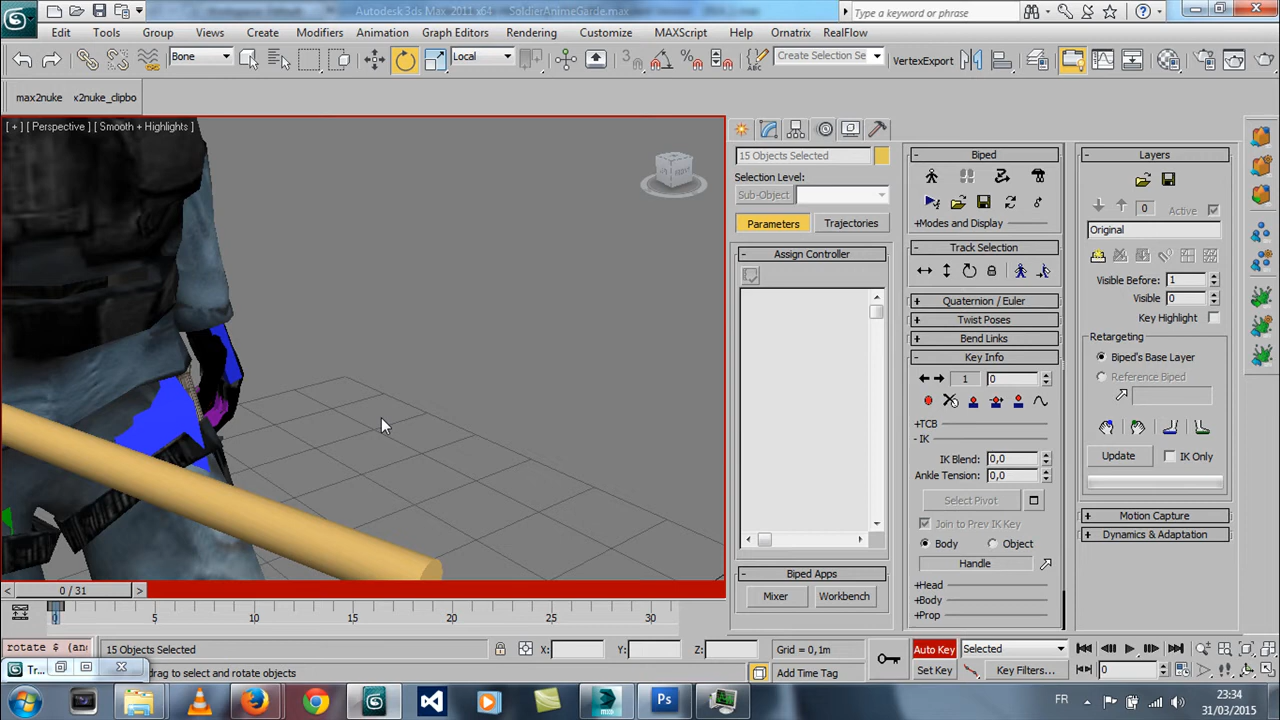 Autodesk 3ds Max 2011 x64 SoldierAnimeGarde.max
Type a keyword or phrase
Edit Tools Group Views Create Modifiers Animation Graph Editors Rendering Customize MAXScript Help Ornatrix RealFlow
Bone Local Create Selection Se VertexExport
max2nuke x2nuke_clipbo
[ + ] [ Perspective ] [ Smooth + Highlights ]
15 Objects Selected
Selection Level:
Sub-Object
Parameters Trajectories
- Assign Controller
- Biped Apps
Mixer Workbench
- Biped
+Modes and Display
- Track Selection
+ Quaternion / Euler
+ Twist Poses
+ Bend Links
- Key Info
1 0
+TCB
- IK
IK Blend: 0,0
Ankle Tension: 0,0
Select Pivot
Join to Prev IK Key
Body Object
Handle
+Head
+Body
+Prop
- Layers
0 Active
Original
Visible Before: 1
Visible 0
Key Highlight
Retargeting
Biped's Base Layer
Reference Biped
Update IK Only
+ Motion Capture
+ Dynamics & Adaptation
< 0 / 31 >
0 5 10 15 20 25 30
rotate $ (an 15 Objects Selected X: Y: Z: Grid = 0,1m Auto Key Selected
Tr... drag to select and rotate objects Add Time Tag Set Key Key Filters... 0
FR 23:34
31/03/2015